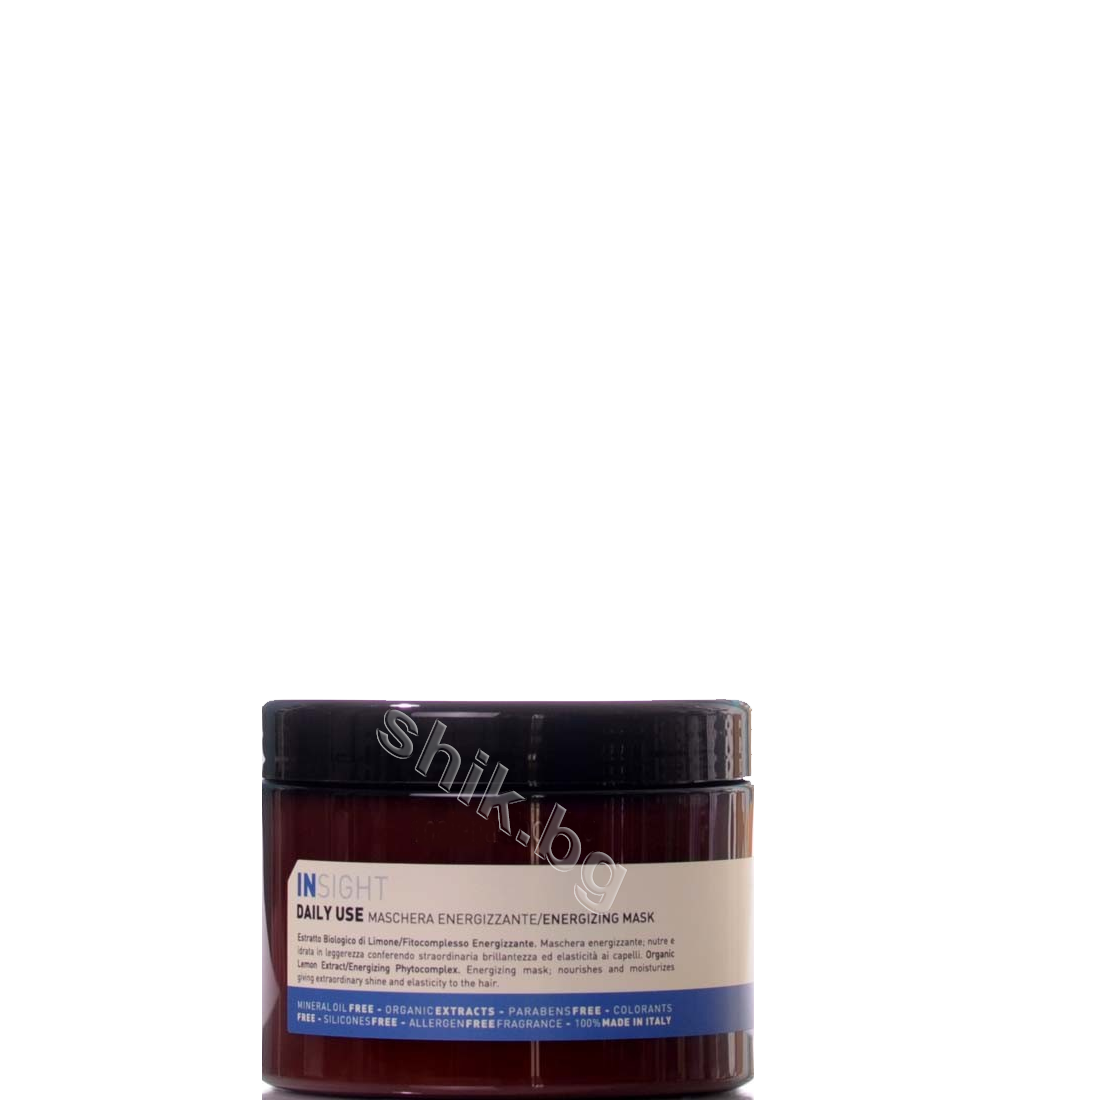 shik.bg
INSIGHT
DAILY USE MASCHERA ENERGIZZANTE/ENERGIZING MASK
Estratto Biologico di Limone/Fitocomplesso Energizzante. Maschera energizzante; nutre e
idrata in leggerezza conferendo straordinaria brillantezza ed elasticità ai capelli. Organic
Lemon Extract/Energizing Phytocomplex. Energizing mask; nourishes and moisturizes
giving extraordinary shine and elasticity to the hair.
MINERAL OIL FREE - ORGANIC EXTRACTS - PARABENS FREE - COLORANTS
FREE - SILICONES FREE - ALLERGEN FREE FRAGRANCE - 100% MADE IN ITALY